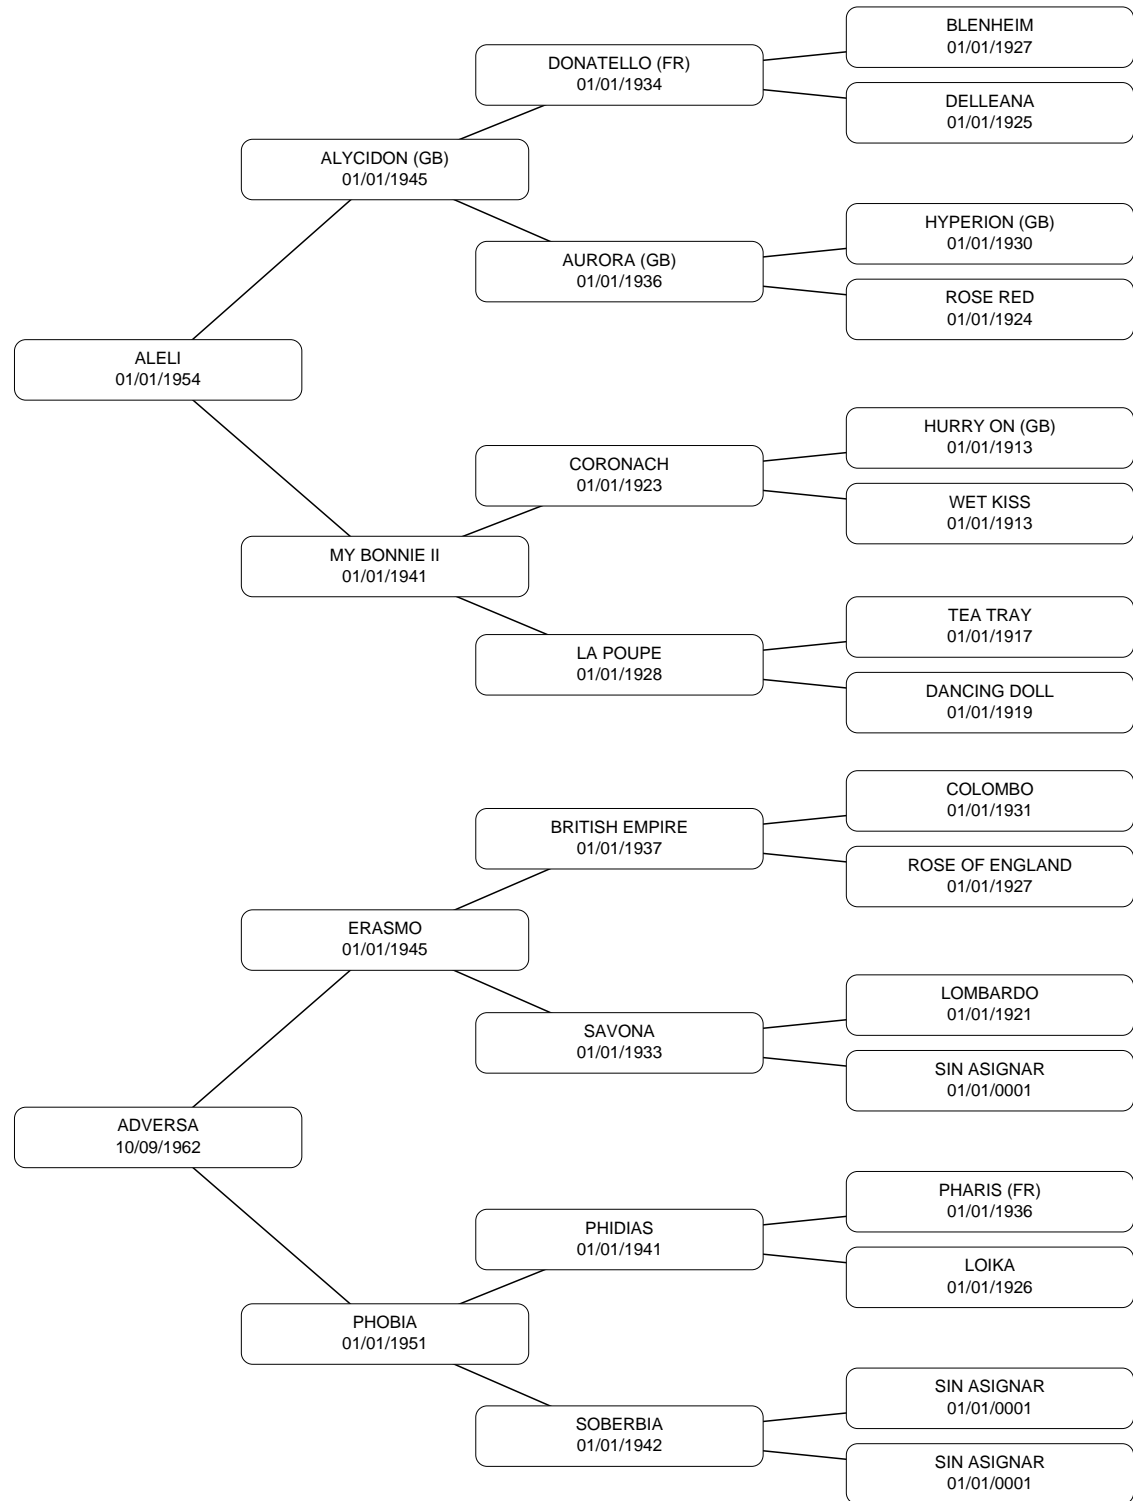 BLENHEIM
01/01/1927
DONATELLO (FR)
01/01/1934
DELLEANA
01/01/1925
ALYCIDON (GB)
01/01/1945
HYPERION (GB)
01/01/1930
AURORA (GB)
01/01/1936
ROSE RED
01/01/1924
ALELI
01/01/1954
HURRY ON (GB)
01/01/1913
CORONACH
01/01/1923
WET KISS
01/01/1913
MY BONNIE II
01/01/1941
TEA TRAY
01/01/1917
LA POUPE
01/01/1928
DANCING DOLL
01/01/1919
COLOMBO
01/01/1931
BRITISH EMPIRE
01/01/1937
ROSE OF ENGLAND
01/01/1927
ERASMO
01/01/1945
LOMBARDO
01/01/1921
SAVONA
01/01/1933
SIN ASIGNAR
01/01/0001
ADVERSA
10/09/1962
PHARIS (FR)
01/01/1936
PHIDIAS
01/01/1941
LOIKA
01/01/1926
PHOBIA
01/01/1951
SIN ASIGNAR
01/01/0001
SOBERBIA
01/01/1942
SIN ASIGNAR
01/01/0001